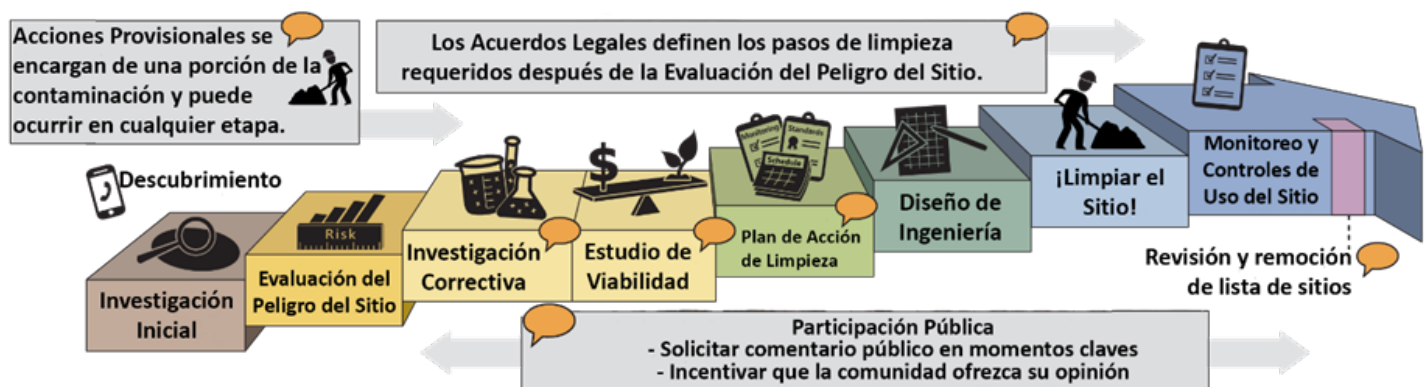 Acciones Provisionales se
encargan de una porción de la
contaminación y puede
ocurrir en cualquier etapa.
Los Acuerdos Legales definen los pasos de limpieza
requeridos después de la Evaluación del Peligro del Sitio.
Descubrimiento
Investigación
Inicial
Risk
Evaluación del
Peligro del Sitio
Investigación
Correctiva
$
Estudio de
Viabilidad
Monitoring
Standards
Schedule
Plan de Acción
de Limpieza
Diseño de
Ingeniería
¡Limpiar el
Sitio!
Monitoreo y
Controles de
Uso del Sitio
Revisión y remoción
de lista de sitios
Participación Pública
- Solicitar comentario público en momentos claves
- Incentivar que la comunidad ofrezca su opinión